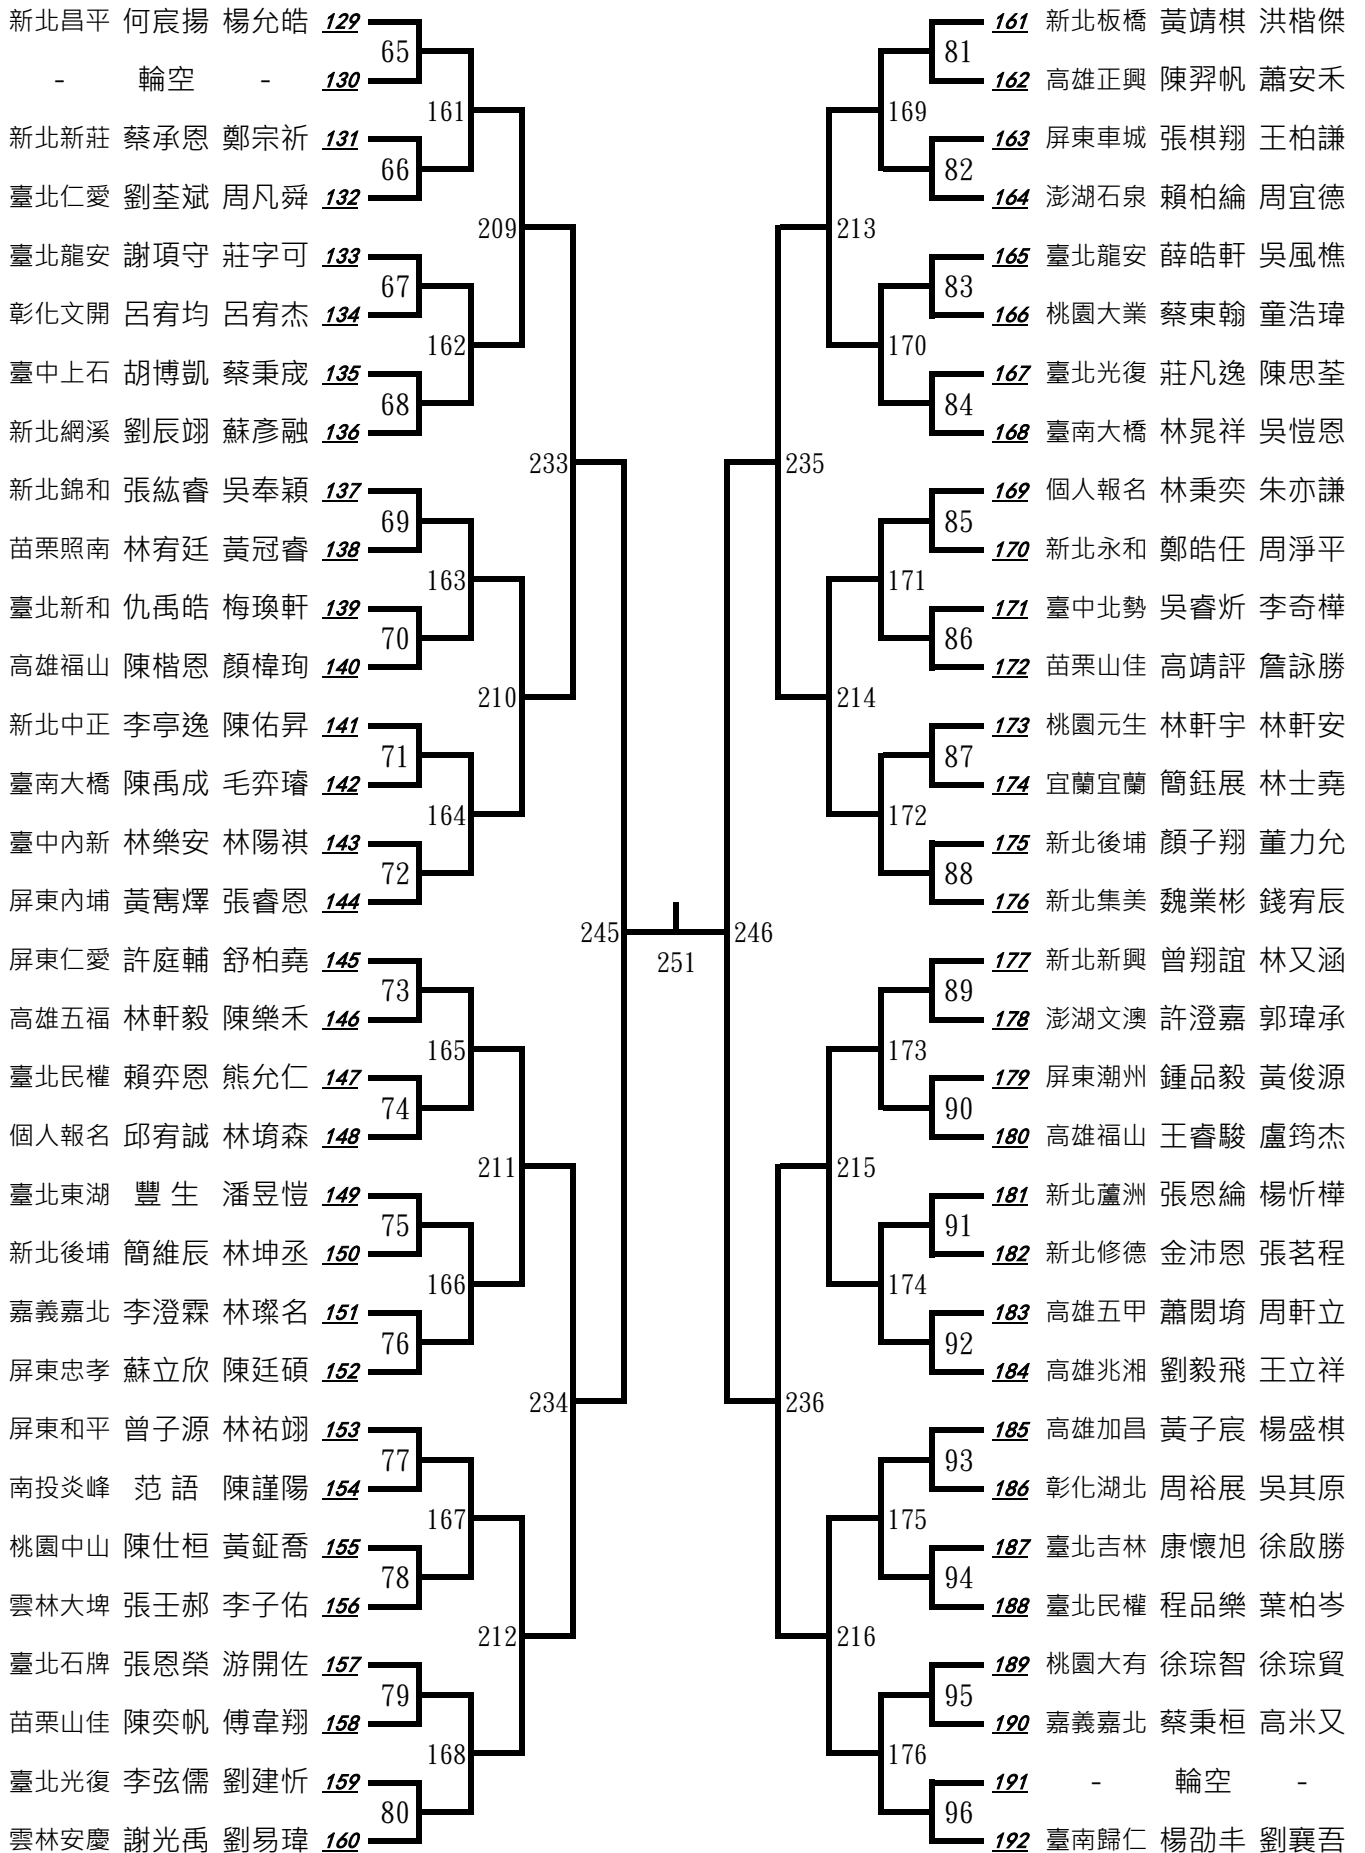 新北昌平 何宸揚 楊允皓 129
65
- 輪空 - 130
161
新北新莊 蔡承恩 鄭宗祈 131
66
臺北仁愛 劉荃斌 周凡舜 132
209
臺北龍安 謝項守 莊字可 133
67
彰化文開 呂宥均 呂宥杰 134
162
臺中上石 胡博凱 蔡秉宬 135
68
新北網溪 劉辰翊 蘇彥融 136
233
新北錦和 張紘睿 吳奉穎 137
69
苗栗照南 林宥廷 黃冠睿 138
163
臺北新和 仇禹皓 梅瑍軒 139
70
高雄福山 陳楷恩 顏椲珣 140
210
新北中正 李亭逸 陳佑昇 141
71
臺南大橋 陳禹成 毛弈璿 142
164
臺中內新 林樂安 林陽祺 143
72
屏東內埔 黃寯燡 張睿恩 144
245
251
屏東仁愛 許庭輔 舒柏堯 145
73
高雄五福 林軒毅 陳樂禾 146
165
臺北民權 賴弈恩 熊允仁 147
74
個人報名 邱宥誠 林堉森 148
211
臺北東湖 豐 生 潘昱愷 149
75
新北後埔 簡維辰 林坤丞 150
166
嘉義嘉北 李澄霖 林璨名 151
76
屏東忠孝 蘇立欣 陳廷碩 152
234
屏東和平 曾子源 林祐翊 153
77
南投炎峰 范 語 陳謹陽 154
167
桃園中山 陳仕桓 黃鉦喬 155
78
雲林大埤 張王郝 李子佑 156
212
臺北石牌 張恩榮 游開佐 157
79
苗栗山佳 陳奕帆 傅韋翔 158
168
臺北光復 李弦儒 劉建忻 159
80
雲林安慶 謝光禹 劉易瑋 160
161 新北板橋 黃靖棋 洪楷傑
81
162 高雄正興 陳羿帆 蕭安禾
169
163 屏東車城 張棋翔 王柏謙
82
164 澎湖石泉 賴柏綸 周宜德
213
165 臺北龍安 薛皓軒 吳風樵
83
166 桃園大業 蔡東翰 童浩瑋
170
167 臺北光復 莊凡逸 陳思荃
84
168 臺南大橋 林晁祥 吳愷恩
235
169 個人報名 林秉奕 朱亦謙
85
170 新北永和 鄭皓任 周淨平
171
171 臺中北勢 吳睿炘 李奇樺
86
172 苗栗山佳 高靖評 詹詠勝
214
173 桃園元生 林軒宇 林軒安
87
174 宜蘭宜蘭 簡鈺展 林士堯
172
175 新北後埔 顏子翔 董力允
88
176 新北集美 魏業彬 錢宥辰
246
177 新北新興 曾翔誼 林又涵
89
178 澎湖文澳 許澄嘉 郭瑋承
173
179 屏東潮州 鍾品毅 黃俊源
90
180 高雄福山 王睿駿 盧筠杰
215
181 新北蘆洲 張恩綸 楊忻樺
91
182 新北修德 金沛恩 張茗程
174
183 高雄五甲 蕭閎堉 周軒立
92
184 高雄兆湘 劉毅飛 王立祥
236
185 高雄加昌 黃子宸 楊盛棋
93
186 彰化湖北 周裕展 吳其原
175
187 臺北吉林 康懷旭 徐啟勝
94
188 臺北民權 程品樂 葉柏岑
216
189 桃園大有 徐琮智 徐琮貿
95
190 嘉義嘉北 蔡秉桓 高米又
176
191 - 輪空 -
96
192 臺南歸仁 楊劭丰 劉襄吾